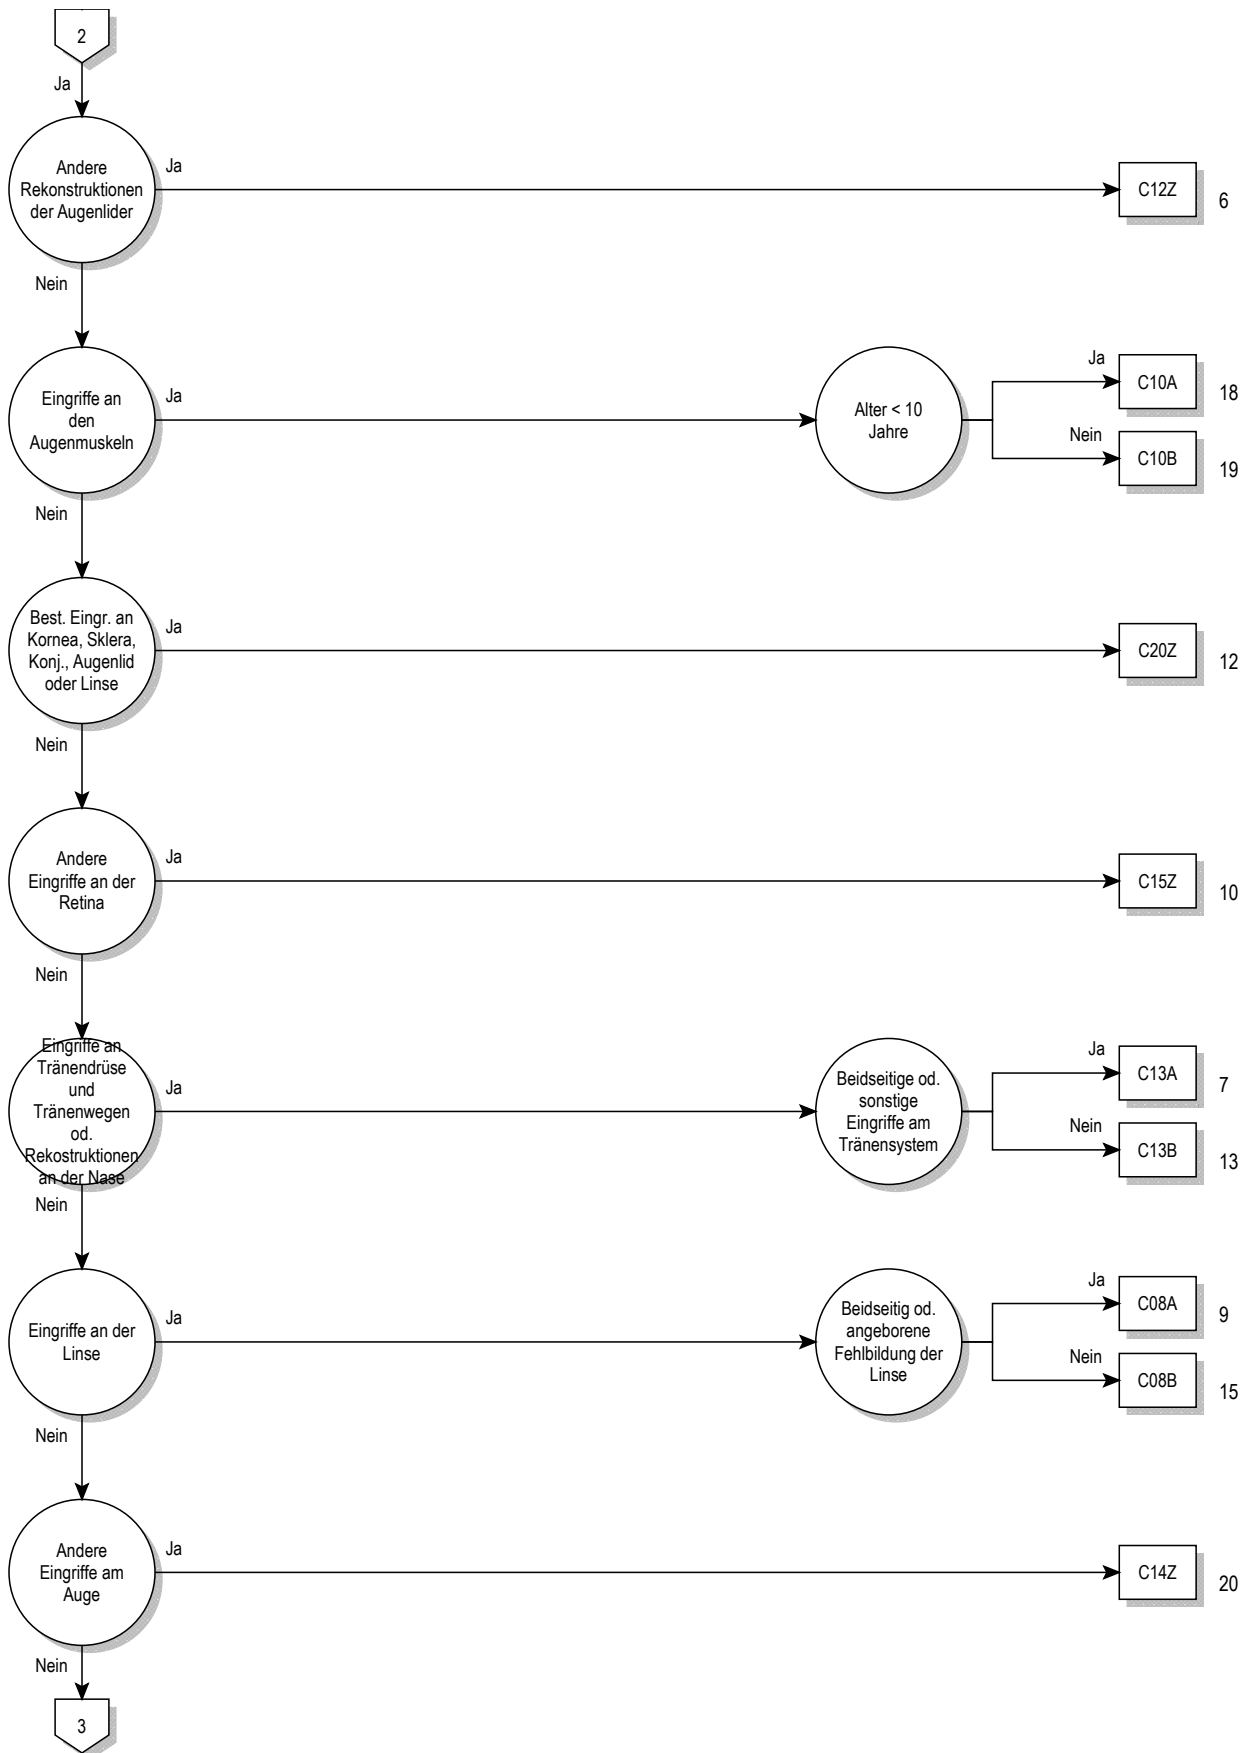 2
Ja
Andere
Rekonstruktionen
der Augenlider
Ja
C12Z
6
Nein
Eingriffe an
den
Augenmuskeln
Ja
Alter < 10
Jahre
Ja
C10A
18
Nein
C10B
19
Nein
Best. Eingr. an
Kornea, Sklera,
Konj., Augenlid
oder Linse
Ja
C20Z
12
Nein
Andere
Eingriffe an der
Retina
Ja
C15Z
10
Nein
Eingriffe an
Tränendrüse
und
Tränenwegen
od.
Rekostruktionen
an der Nase
Ja
Beidseitige od.
sonstige
Eingriffe am
Tränensystem
Ja
C13A
7
Nein
C13B
13
Nein
Eingriffe an der
Linse
Ja
Beidseitig od.
angeborene
Fehlbildung der
Linse
Ja
C08A
9
Nein
C08B
15
Nein
Andere
Eingriffe am
Auge
Ja
C14Z
20
Nein
3